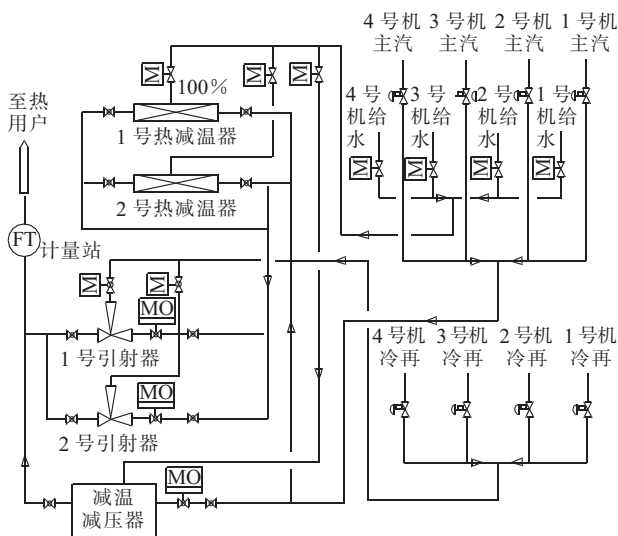 4号机
主汽
3号机
主汽
2号机
主汽
1号机
主汽
M
M
M
100%
至热
用户
1号热减温器
4号
机给
水
3号
机给
水
2号
机给
水
1号
机给
水
M
M
M
M
2号热减温器
FT
计量站
M
M
MO
1号引射器
4号机
冷再
3号机
冷再
2号机
冷再
1号机
冷再
MO
2号引射器
MO
减温
减压器